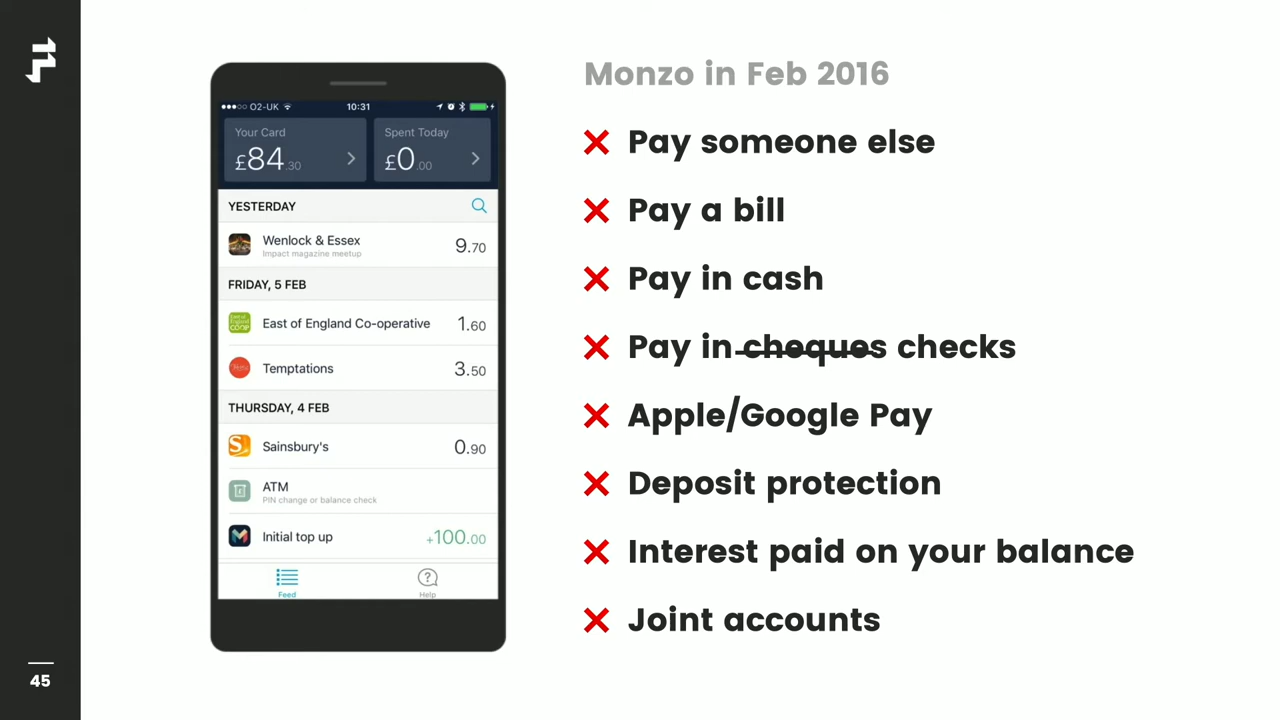 Monzo in Feb 2016
O2-UK 10:31
Your Card
£84.30
Spent Today
£0.00
YESTERDAY
Wenlock & Essex 9.70
Impact magazine meetup
FRIDAY, 5 FEB
East of England Co-operative 1.60
Temptations 3.50
THURSDAY, 4 FEB
Sainsbury's 0.90
ATM
PIN change or balance check
Initial top up +100.00
Feed
Help
Pay someone else
Pay a bill
Pay in cash
Pay in cheques checks
Apple/Google Pay
Deposit protection
Interest paid on your balance
Joint accounts
45